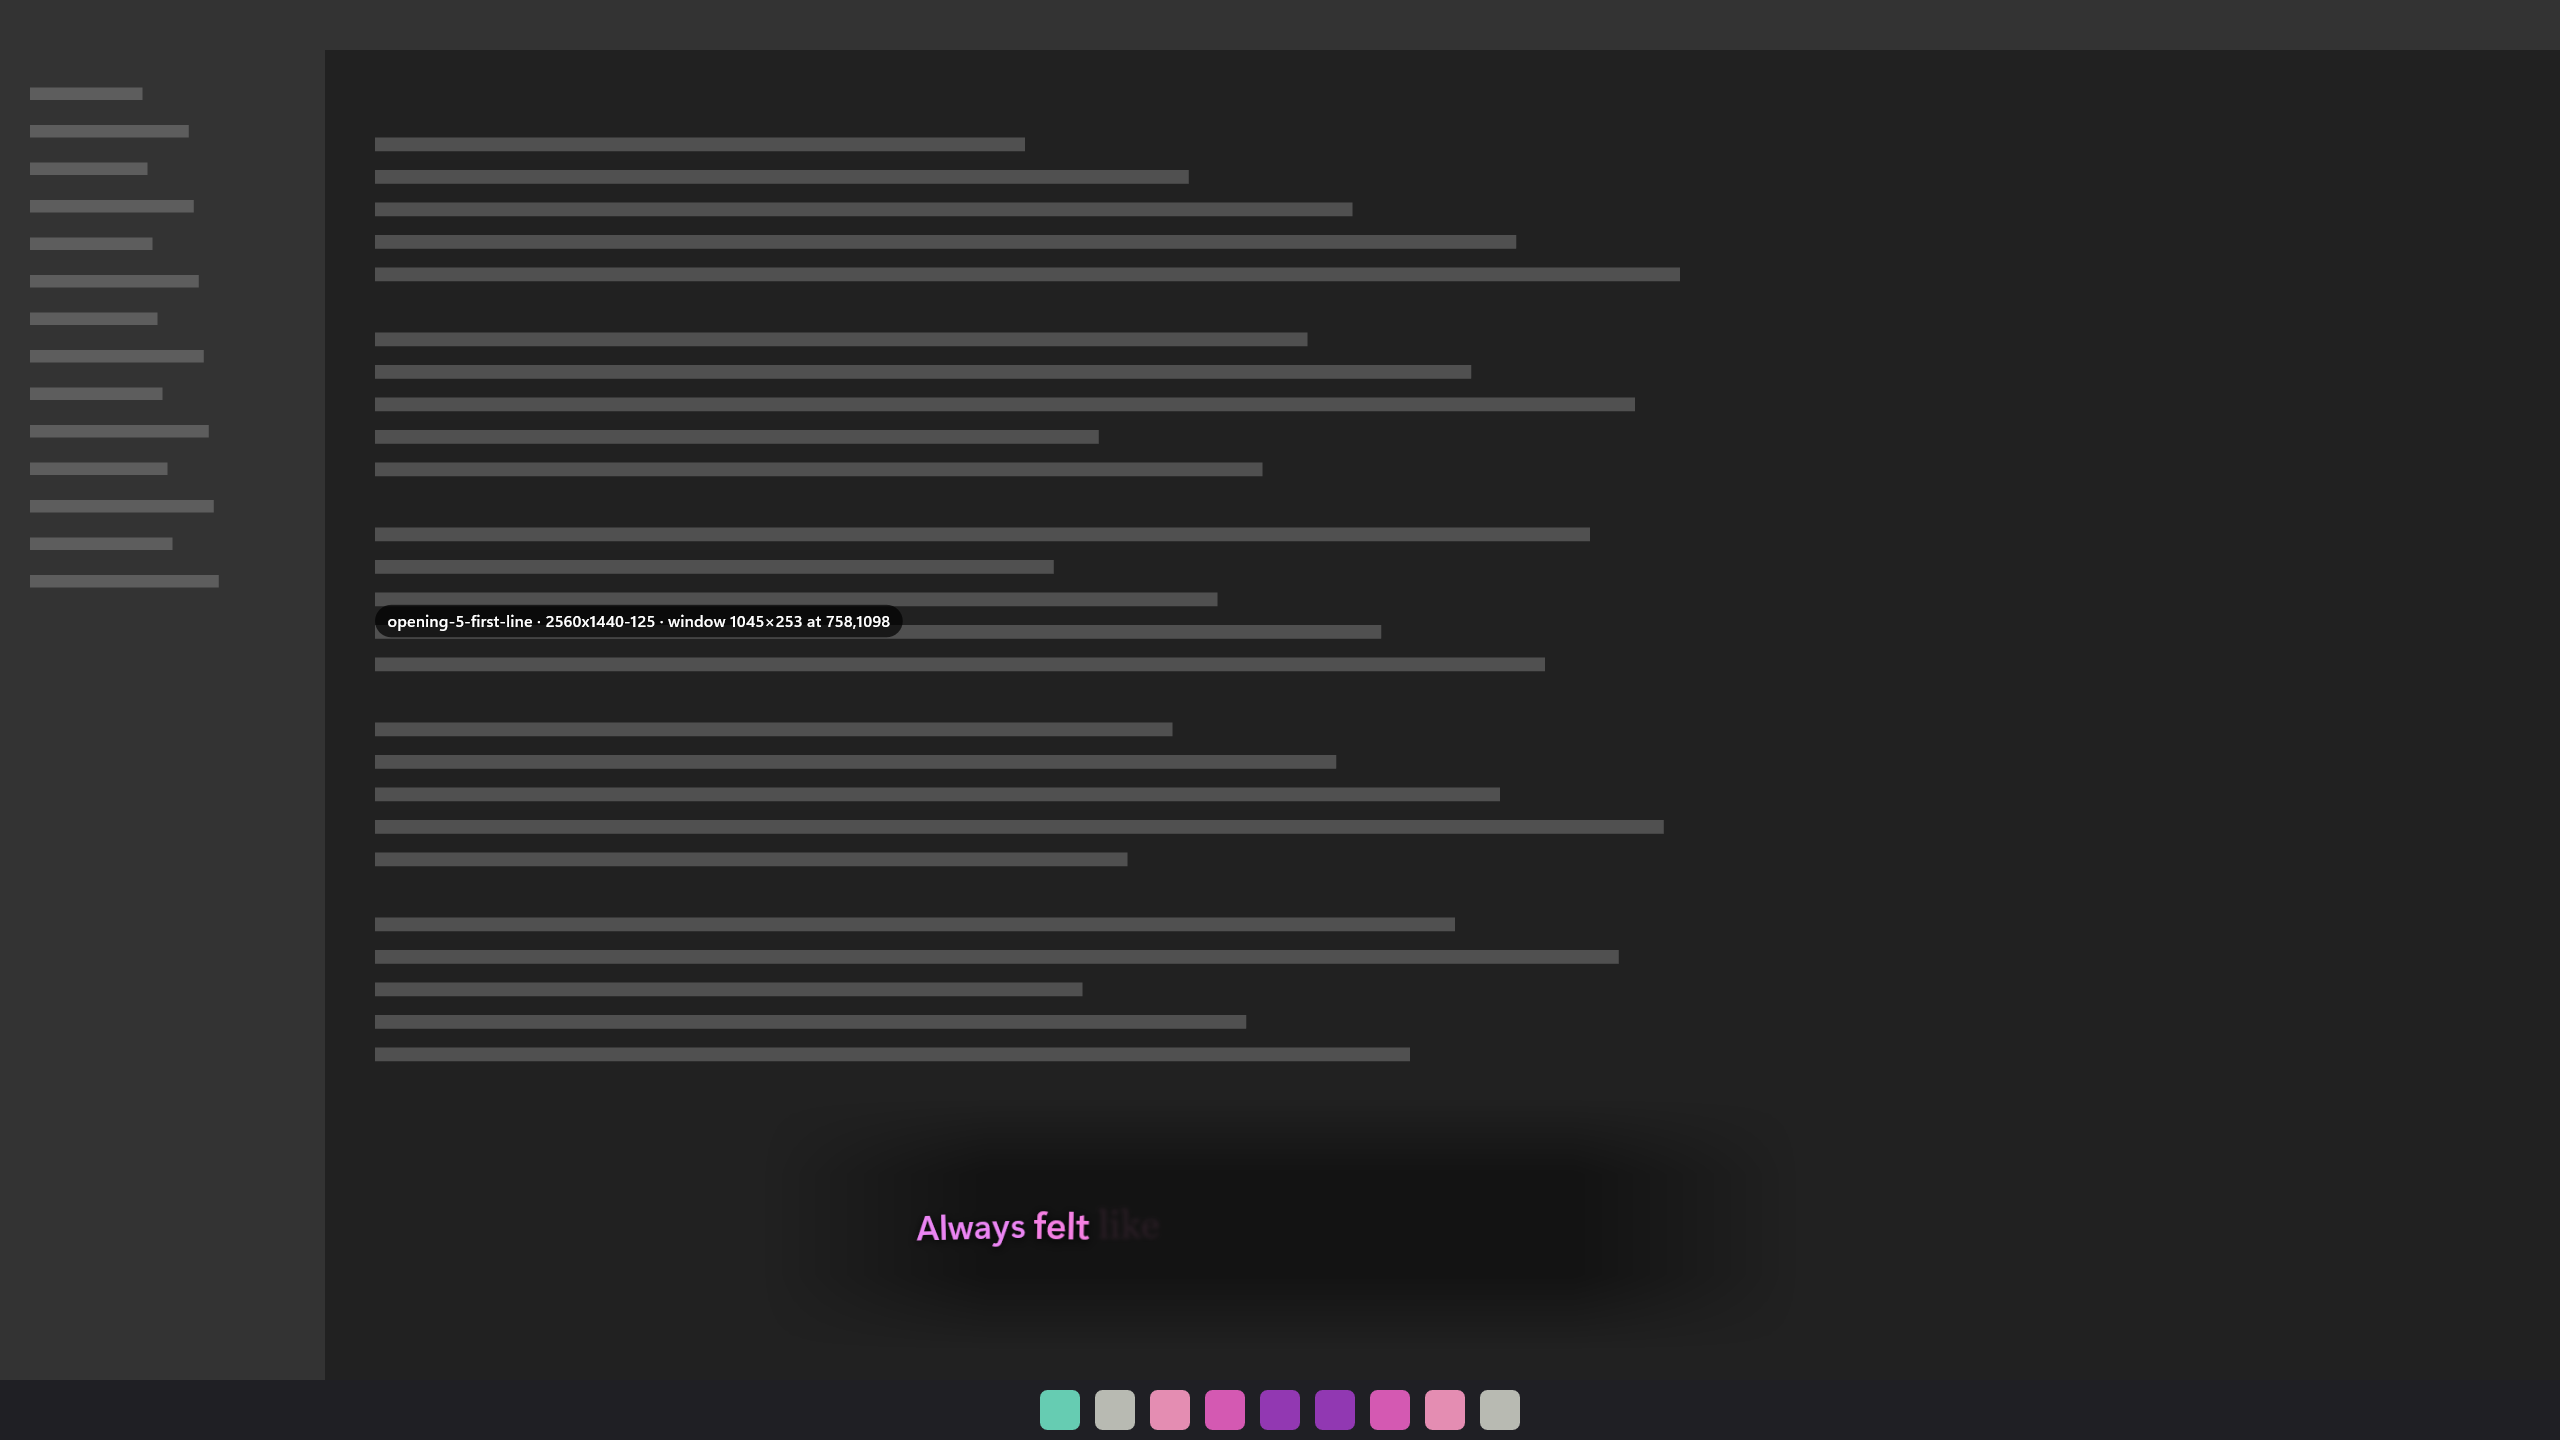 opening-5-first-line · 2560x1440-125 · window 1045×253 at 758,1098
Always felt like